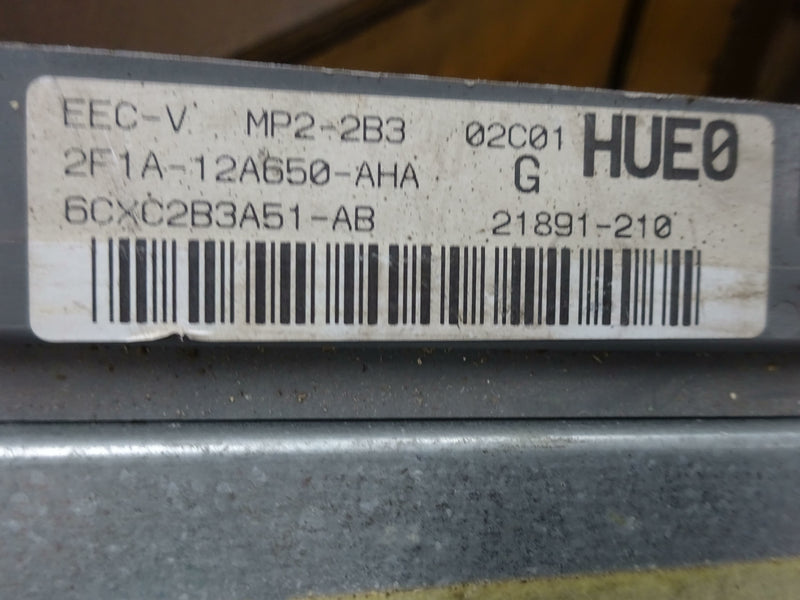 EEC-V MP2-2B3 02C01 HUE0
2F1A-12A650-AHA G
6CXC2B3A51-AB 21891-210